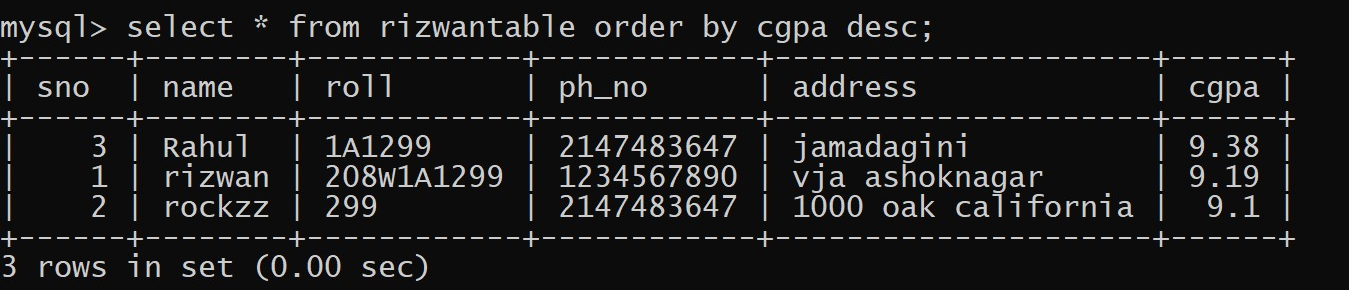 mysql> select * from rizwantable order by cgpa desc;
+------+--------+------------+------------+---------------------+------+
| sno  | name   | roll       | ph_no      | address             | cgpa |
+------+--------+------------+------------+---------------------+------+
|    3 | Rahul  | 1A1299     | 2147483647 | jamadagini          | 9.38 |
|    1 | rizwan | 208W1A1299 | 1234567890 | vja ashoknagar      | 9.19 |
|    2 | rockzz | 299        | 2147483647 | 1000 oak california |  9.1 |
+------+--------+------------+------------+---------------------+------+
3 rows in set (0.00 sec)